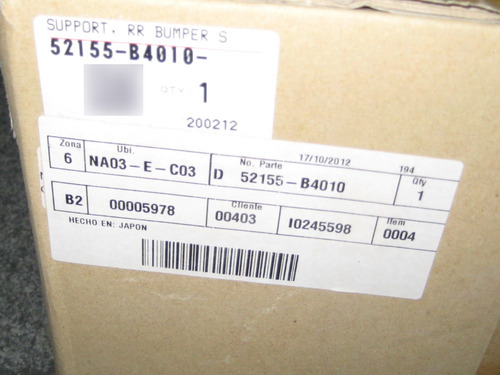 SUPPORT, RR BUMPER S
52155-B4010-
QTY 1
200212
Zona Ubi. No. Parte 17/10/2012 194 Qty
6 NA03-E-C03 D 52155-B4010 1
Cliente Item
B2 00005978 00403 I0245598 0004
HECHO EN: JAPON